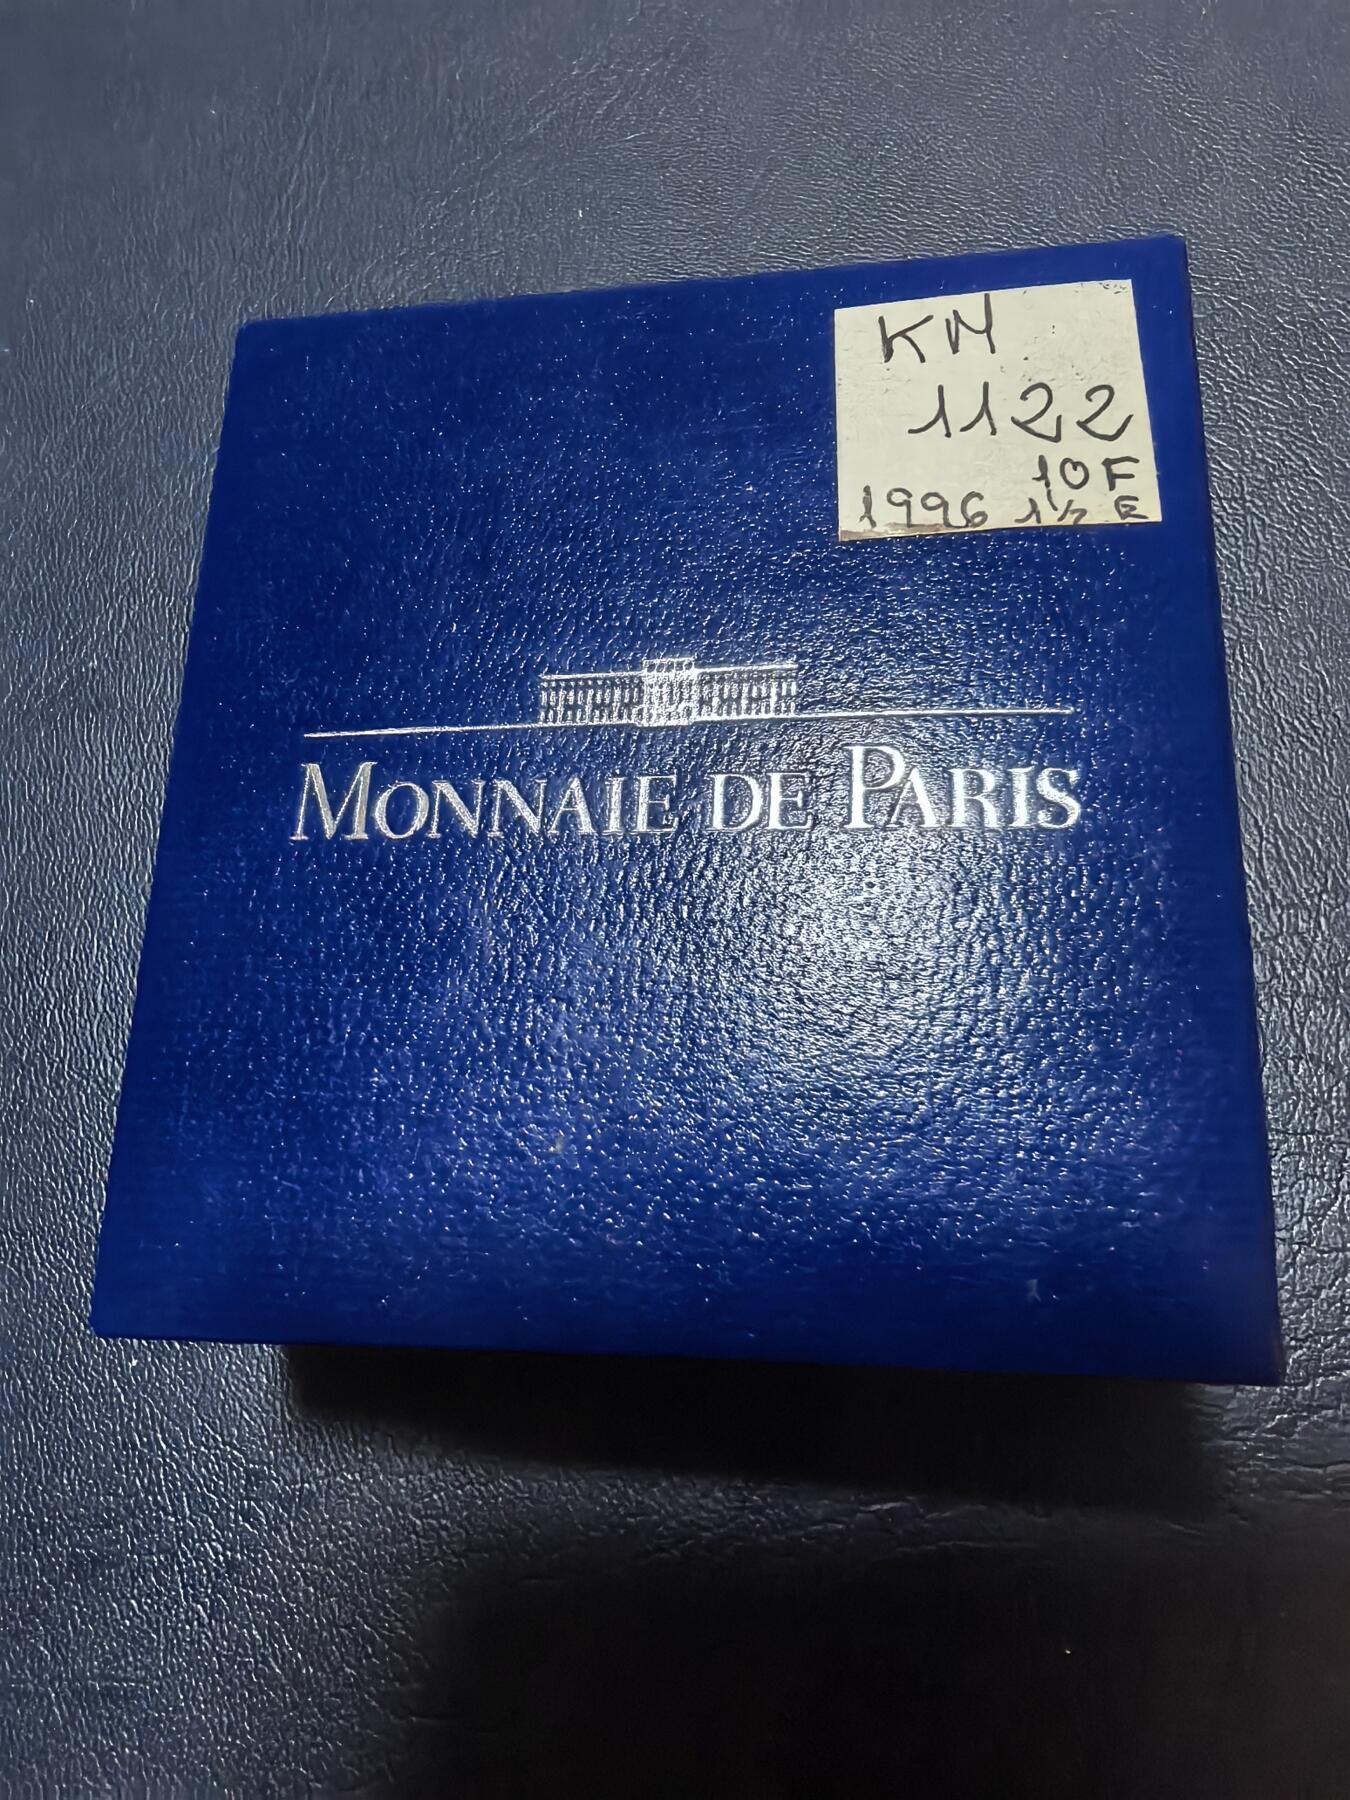 KM
1122
10F
1996 1½ E
MONNAIE DE PARIS